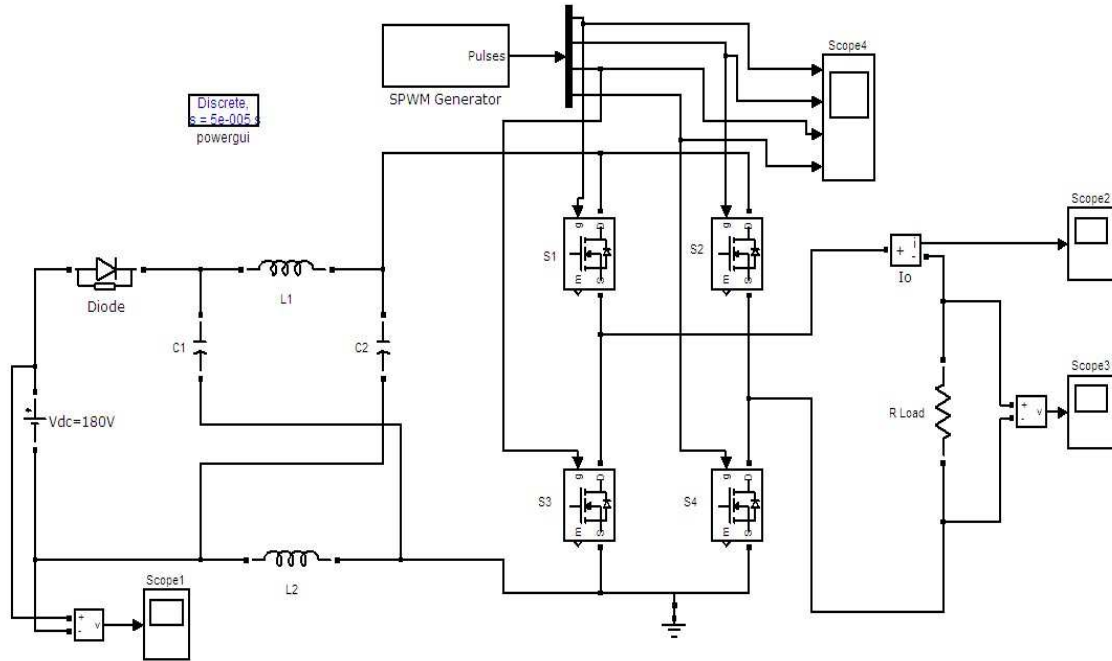 Pulses
SPWM Generator
Scope4
Discrete,
s = 5e-005 s
powergui
Scope2
g
D
S1
m
S
g
D
S2
m
S
+
-
i
Io
Diode
L1
C1
C2
Vdc=180V
R Load
+
-
v
Scope3
g
D
S3
m
S
g
D
S4
m
S
L2
Scope1
+
-
v